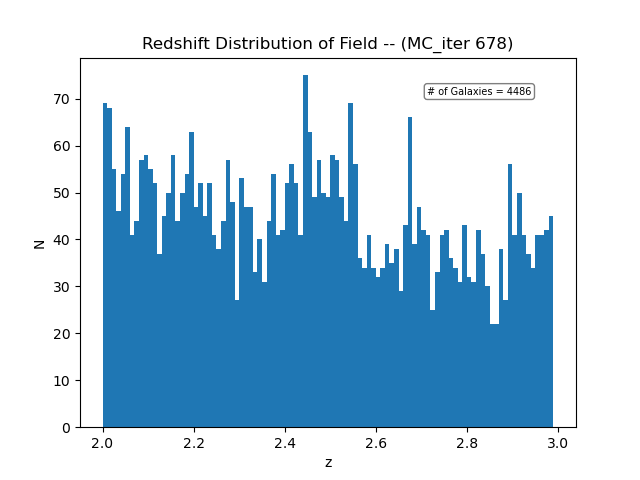 Redshift Distribution of Field -- (MC_iter 678)
# of Galaxies = 4486
70
60
50
40
30
20
10
0
N
2.0 2.2 2.4 2.6 2.8 3.0
z